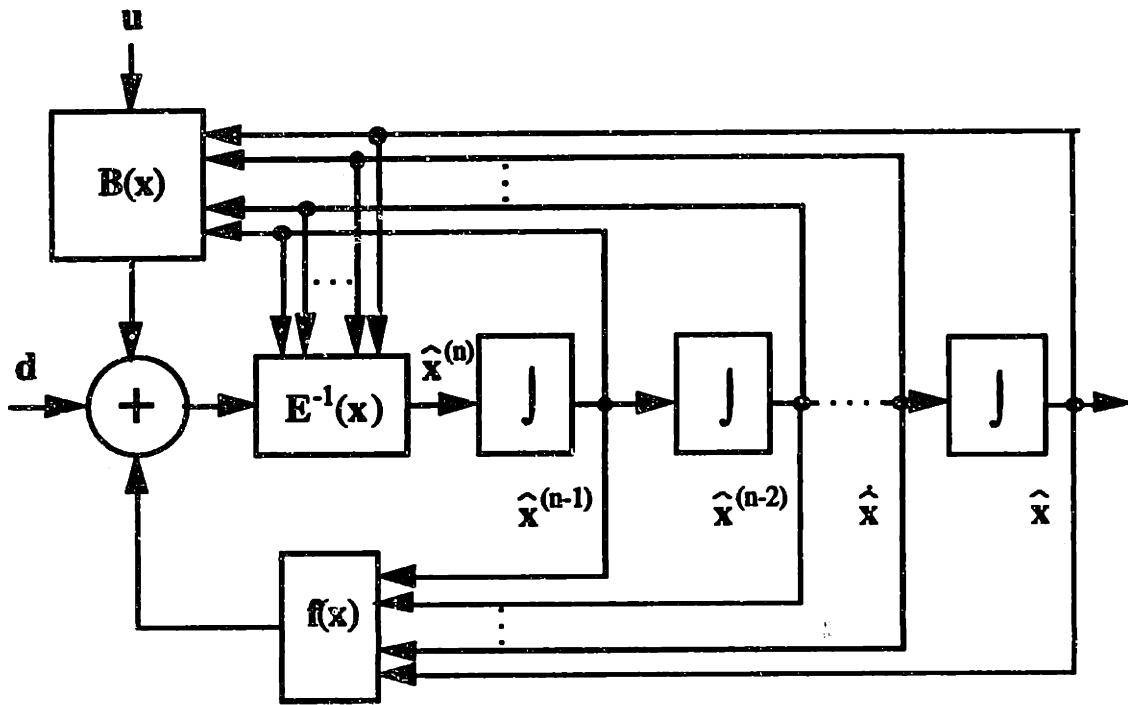 u
B(x)
d
+
E⁻¹(x)
x̂⁽ⁿ⁾
∫
∫
∫
x̂⁽ⁿ⁻¹⁾
x̂⁽ⁿ⁻²⁾
x̂̇
x̂
f(x)